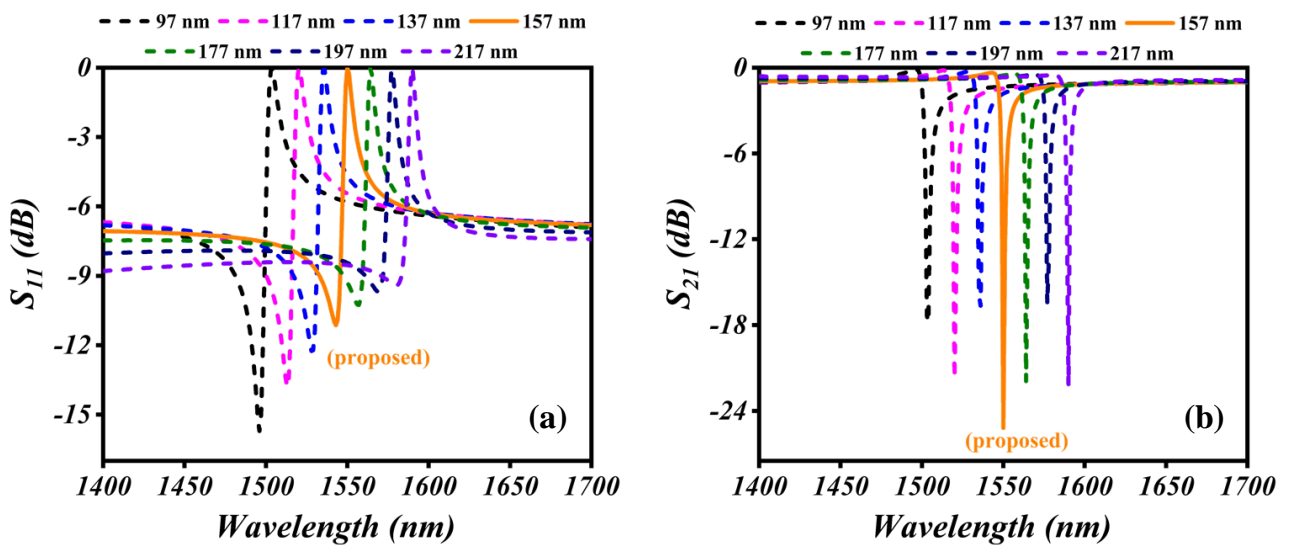 97 nm 117 nm 137 nm 157 nm
177 nm 197 nm 217 nm
0
-3
-6
-9
-12
-15
S11 (dB)
(proposed)
(a)
1400 1450 1500 1550 1600 1650 1700
Wavelength (nm)
97 nm 117 nm 137 nm 157 nm
177 nm 197 nm 217 nm
0
-6
-12
-18
-24
S21 (dB)
(b)
(proposed)
1400 1450 1500 1550 1600 1650 1700
Wavelength (nm)